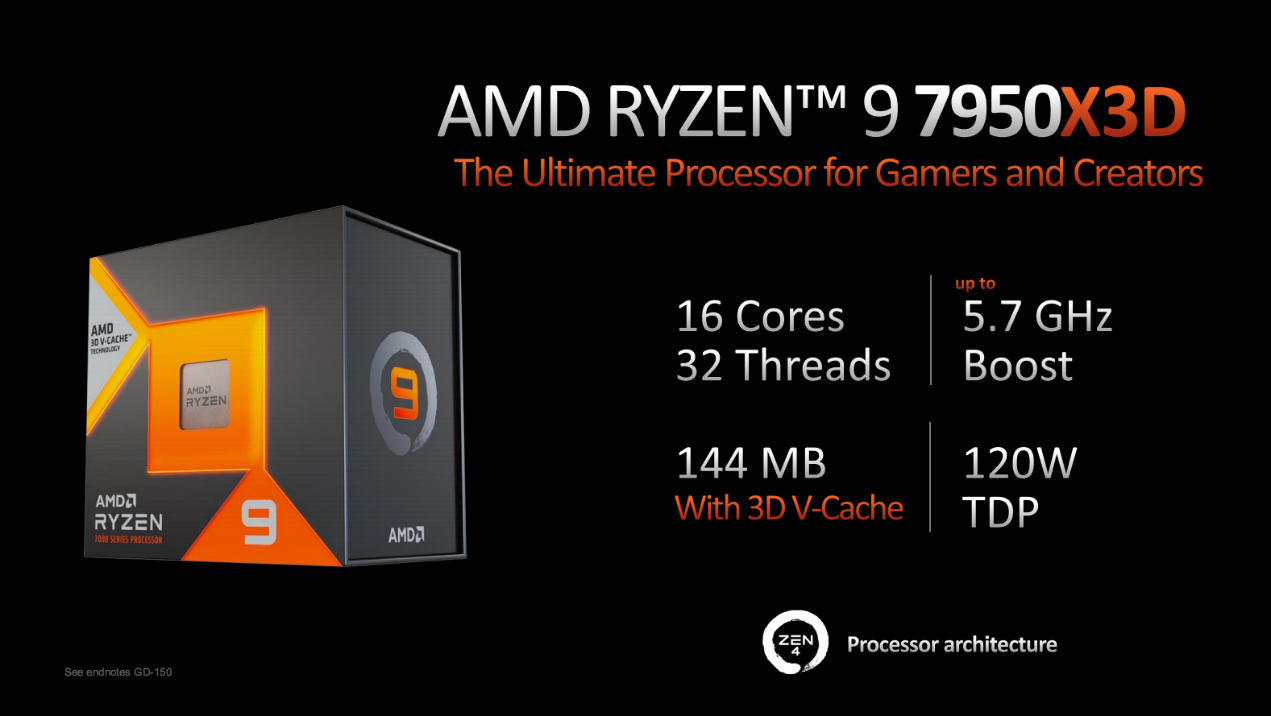 AMD RYZEN™ 9 7950X3D
The Ultimate Processor for Gamers and Creators
AMD
3D V-CACHE™
TECHNOLOGY
AMD
RYZEN
9
AMD
RYZEN
7000 SERIES PROCESSOR
9
AMD
16 Cores
32 Threads
up to
5.7 GHz
Boost
144 MB
With 3D V-Cache
120W
TDP
ZEN
4
Processor architecture
See endnotes GD-150